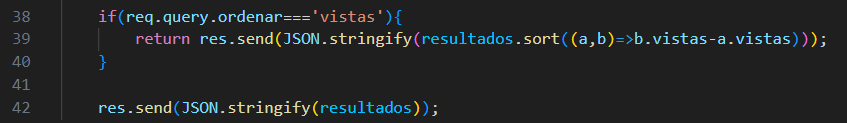 38 if(req.query.ordenar==='vistas'){
39 return res.send(JSON.stringify(resultados.sort((a,b)=>b.vistas-a.vistas)));
40 }
41
42 res.send(JSON.stringify(resultados));